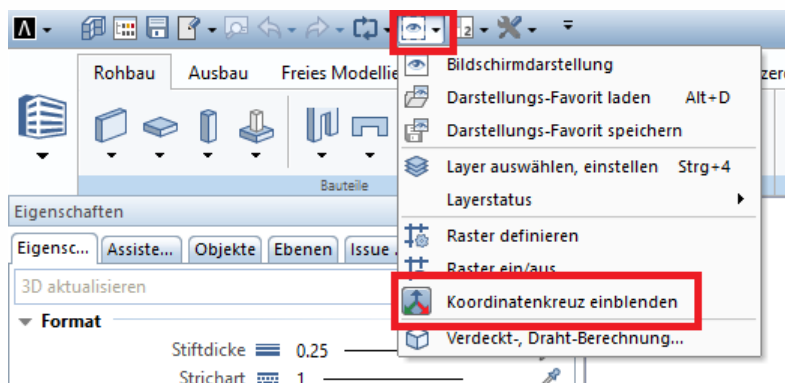 2
Rohbau Ausbau Freies Modellie
Bildschirmdarstellung
Darstellungs-Favorit laden Alt+D
Darstellungs-Favorit speichern
Layer auswählen, einstellen Strg+4
Layerstatus
Bauteile
Eigenschaften
Raster definieren
Eigensc... Assiste... Objekte Ebenen Issue
Raster ein/aus
3D aktualisieren
Koordinatenkreuz einblenden
Format
Verdeckt-, Draht-Berechnung...
Stiftdicke 0.25
Strichart 1